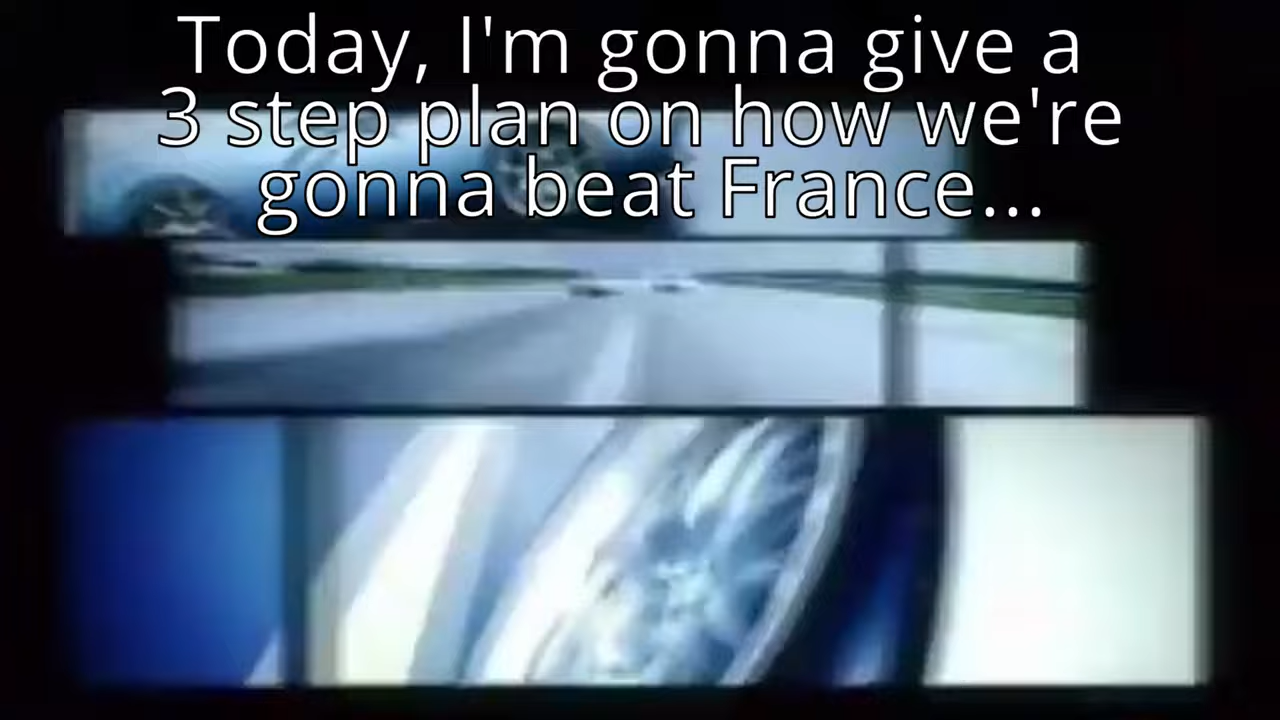 Today, I'm gonna give a
3 step plan on how we're
gonna beat France...